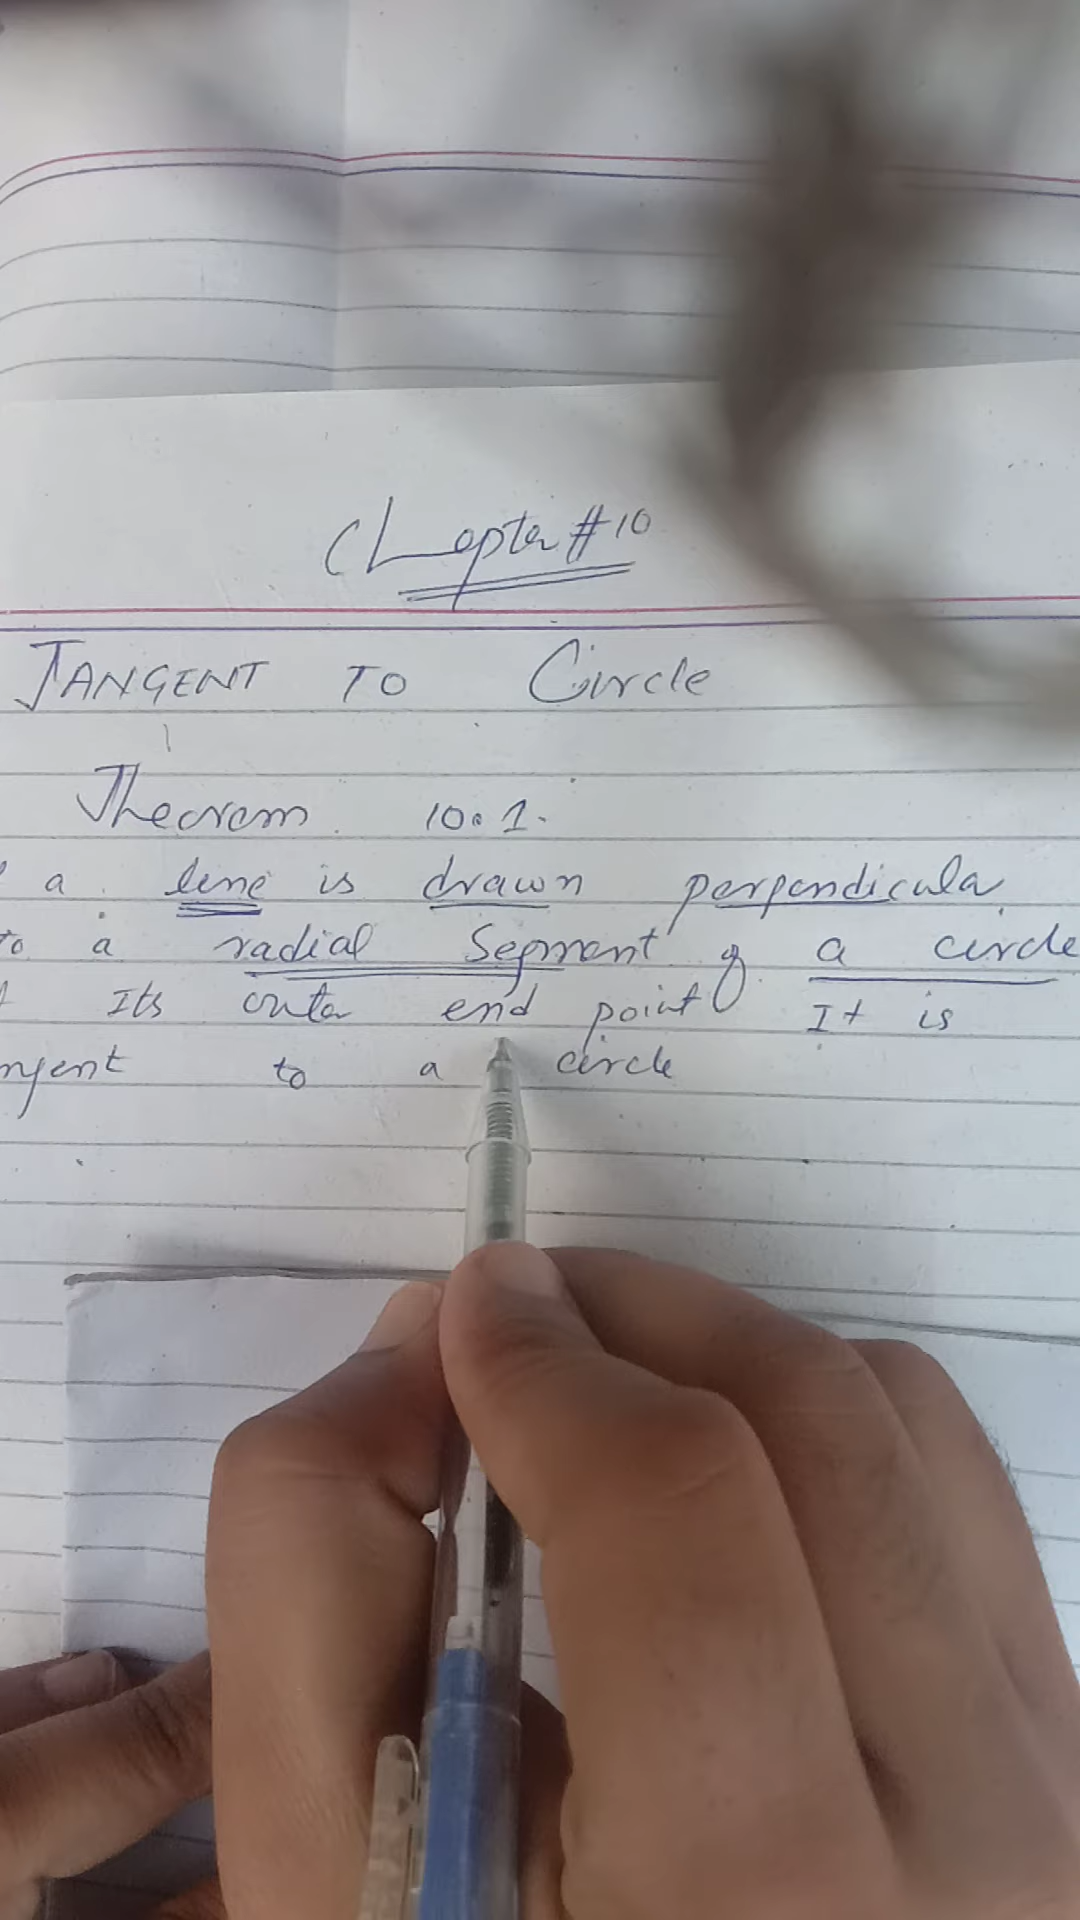 Chapter #10
TANGENT TO Circle
Theorem 10.1.
a line is drawn perpendicula
to a radial Segment of a circle
Its outer end point It is
ngent to a circle